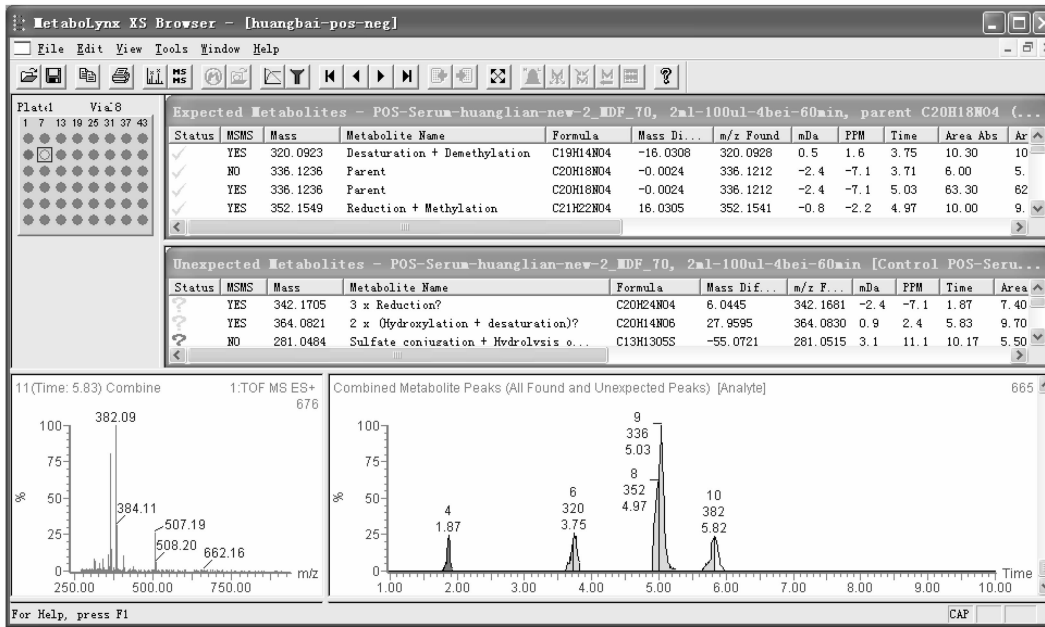 MetaboLynx XS Browser - [huangbai-pos-neg]
File Edit View Tools Window Help
MS MS
Plate1 Vial8
1 7 13 19 25 31 37 43
Expected Metabolites - POS-Serum-huanglian-new-2_MDF_70, 2ml-100ul-4bei-60min, parent C20H18NO4 (...
Status MSMS Mass Metabolite Name Formula Mass Di... m/z Found mDa PPM Time Area Abs Ar
YES 320.0923 Desaturation + Demethylation C19H14NO4 -16.0308 320.0928 0.5 1.6 3.75 10.30 10
NO 336.1236 Parent C20H18NO4 -0.0024 336.1212 -2.4 -7.1 3.71 6.00 5.
YES 336.1236 Parent C20H18NO4 -0.0024 336.1212 -2.4 -7.1 5.03 63.30 62
YES 352.1549 Reduction + Methylation C21H22NO4 16.0305 352.1541 -0.8 -2.2 4.97 10.00 9.
Unexpected Metabolites - POS-Serum-huanglian-new-2_MDF_70, 2ml-100ul-4bei-60min [Control POS-Seru...
Status MSMS Mass Metabolite Name Formula Mass Dif... m/z F... mDa PPM Time Area
? YES 342.1705 3 x Reduction? C20H24NO4 6.0445 342.1681 -2.4 -7.1 1.87 7.40
? YES 364.0821 2 x (Hydroxylation + desaturation)? C20H14NO6 27.9595 364.0830 0.9 2.4 5.83 9.70
? NO 281.0484 Sulfate conjugation + Hydrolysis o... C13H13O5S -55.0721 281.0515 3.1 11.1 10.17 5.50
11(Time: 5.83) Combine 1:TOF MS ES+
676
382.09
384.11
507.19
508.20
662.16
100
75
50
25
0
%
m/z
250.00 500.00 750.00
Combined Metabolite Peaks (All Found and Unexpected Peaks) [Analyte] 665
9
336
5.03
8
352
4.97
6
320
3.75
10
382
5.82
4
1.87
100
75
50
25
0
%
Time
1.00 2.00 3.00 4.00 5.00 6.00 7.00 8.00 9.00 10.00
For Help, press F1 CAP